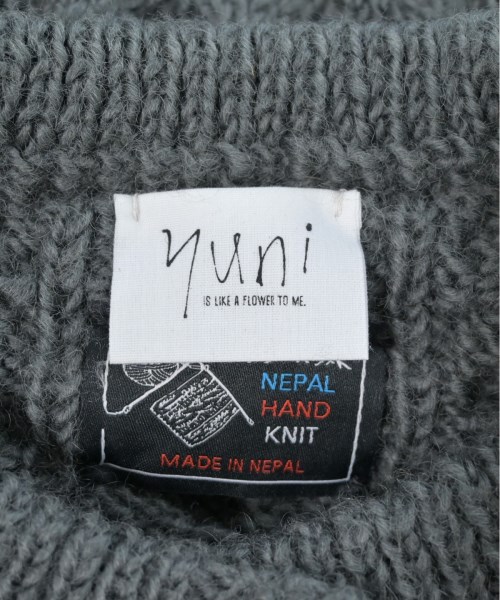 yuni
IS LIKE A FLOWER TO ME.
NEPAL
HAND
KNIT
MADE IN NEPAL